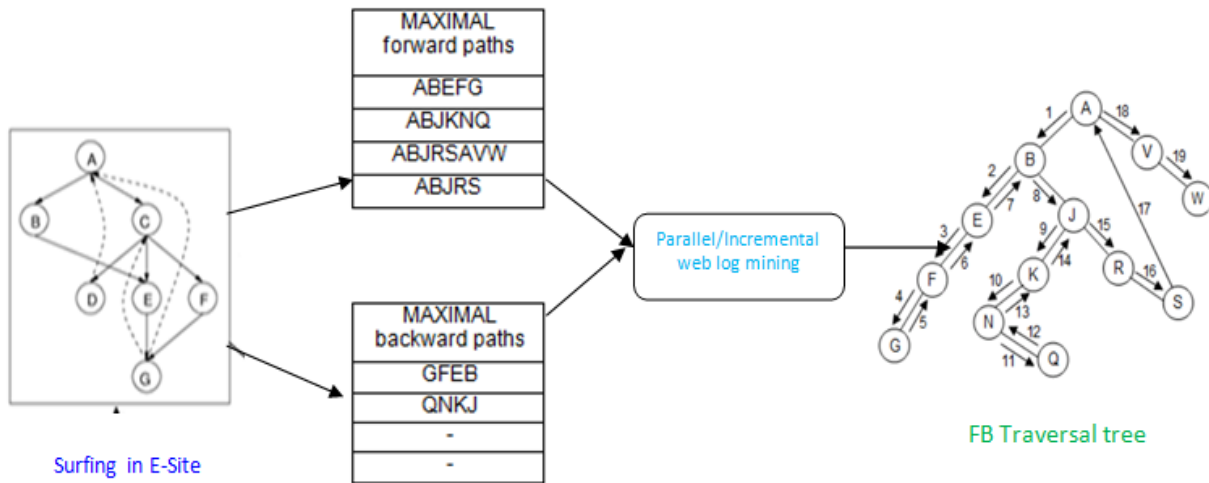 A
B
C
D
E
F
G
Surfing in E-Site
MAXIMAL
forward paths
ABEFG
ABJKNQ
ABJRSAVW
ABJRS
MAXIMAL
backward paths
GFEB
QNKJ
-
-
Parallel/Incremental
web log mining
A
1
18
B
V
2
19
7
8
W
E
J
17
15
3
9
6
14
F
K
R
16
S
10
4
13
5
N
12
G
11
Q
FB Traversal tree